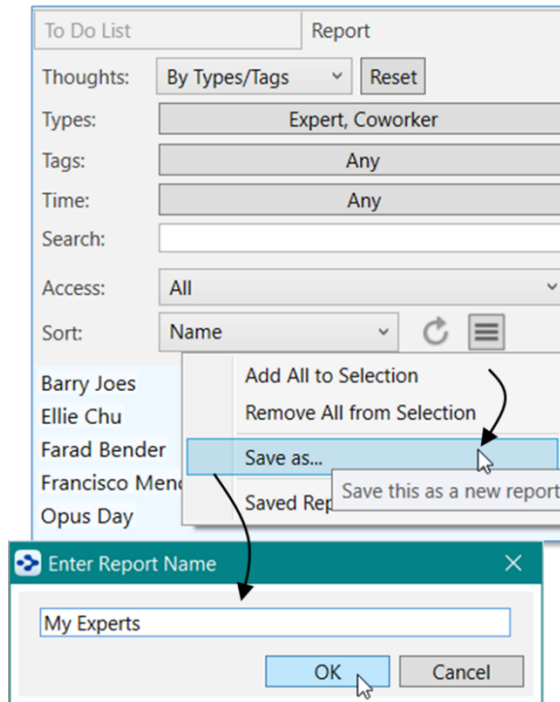 To Do List Report
Thoughts: By Types/Tags Reset
Types: Expert, Coworker
Tags: Any
Time: Any
Search:
Access: All
Sort: Name
Add All to Selection
Barry Joes
Remove All from Selection
Ellie Chu
Farad Bender Save as...
Francisco Save this as a new report
Saved
Opus Day
Enter Report Name
My Experts
OK Cancel